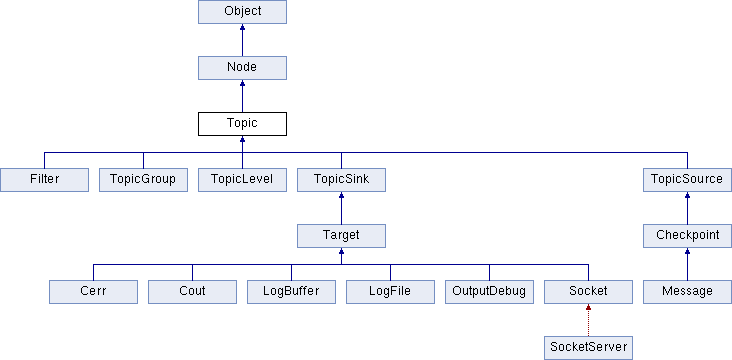 Object
Node
Topic
Filter
TopicGroup
TopicLevel
TopicSink
TopicSource
Target
Checkpoint
Cerr
Cout
LogBuffer
LogFile
OutputDebug
Socket
Message
SocketServer